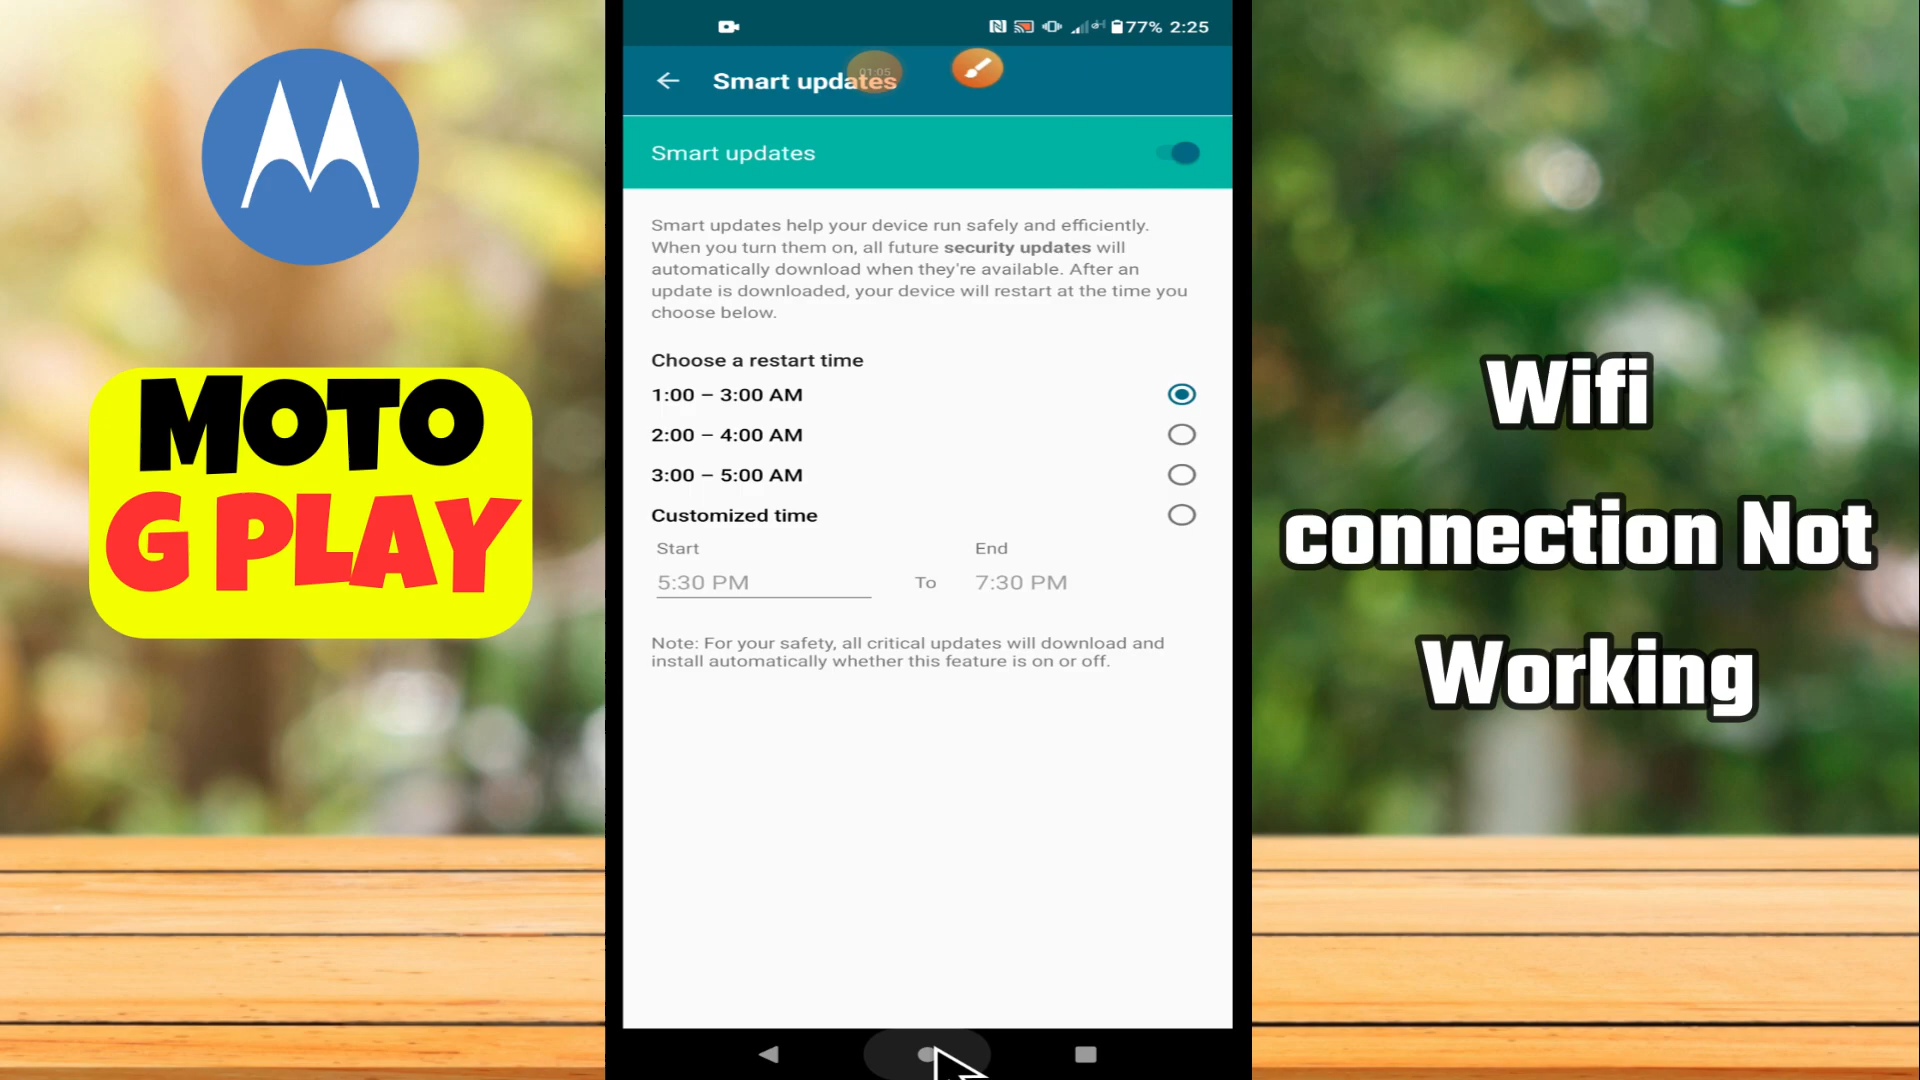 77% 2:25
01:05
Smart updates
Smart updates
Smart updates help your device run safely and efficiently.
When you turn them on, all future security updates will
automatically download when they're available. After an
update is downloaded, your device will restart at the time you
choose below.
Choose a restart time
1:00 – 3:00 AM
2:00 – 4:00 AM
3:00 – 5:00 AM
Customized time
Start
End
5:30 PM
To
7:30 PM
Note: For your safety, all critical updates will download and
install automatically whether this feature is on or off.
MOTO
G PLAY
Wifi
connection Not
Working